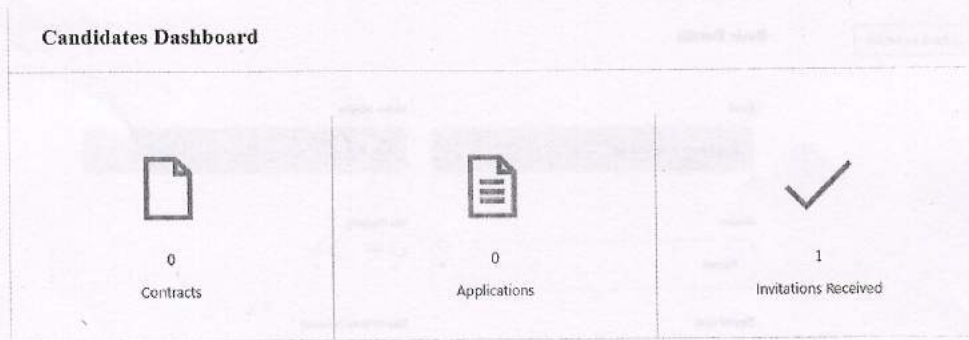 Candidates Dashboard
0
Contracts
0
Applications
1
Invitations Received